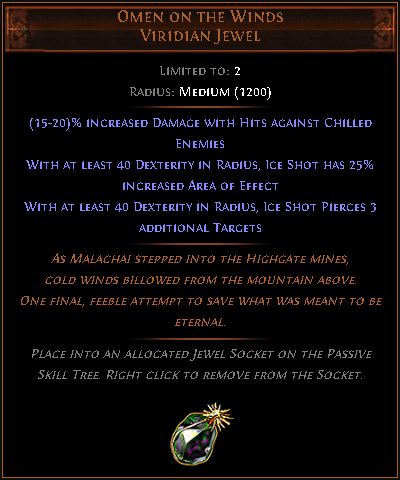 Omen on the Winds
Viridian Jewel
Limited to: 2
Radius: Medium (1200)
(15-20)% increased Damage with Hits against Chilled
Enemies
With at least 40 Dexterity in Radius, Ice Shot has 25%
increased Area of Effect
With at least 40 Dexterity in Radius, Ice Shot Pierces 3
additional Targets
As Malachai stepped into the Highgate mines,
cold winds billowed from the mountain above.
One final, feeble attempt to save what was meant to be
eternal.
Place into an allocated Jewel Socket on the Passive
Skill Tree. Right click to remove from the Socket.